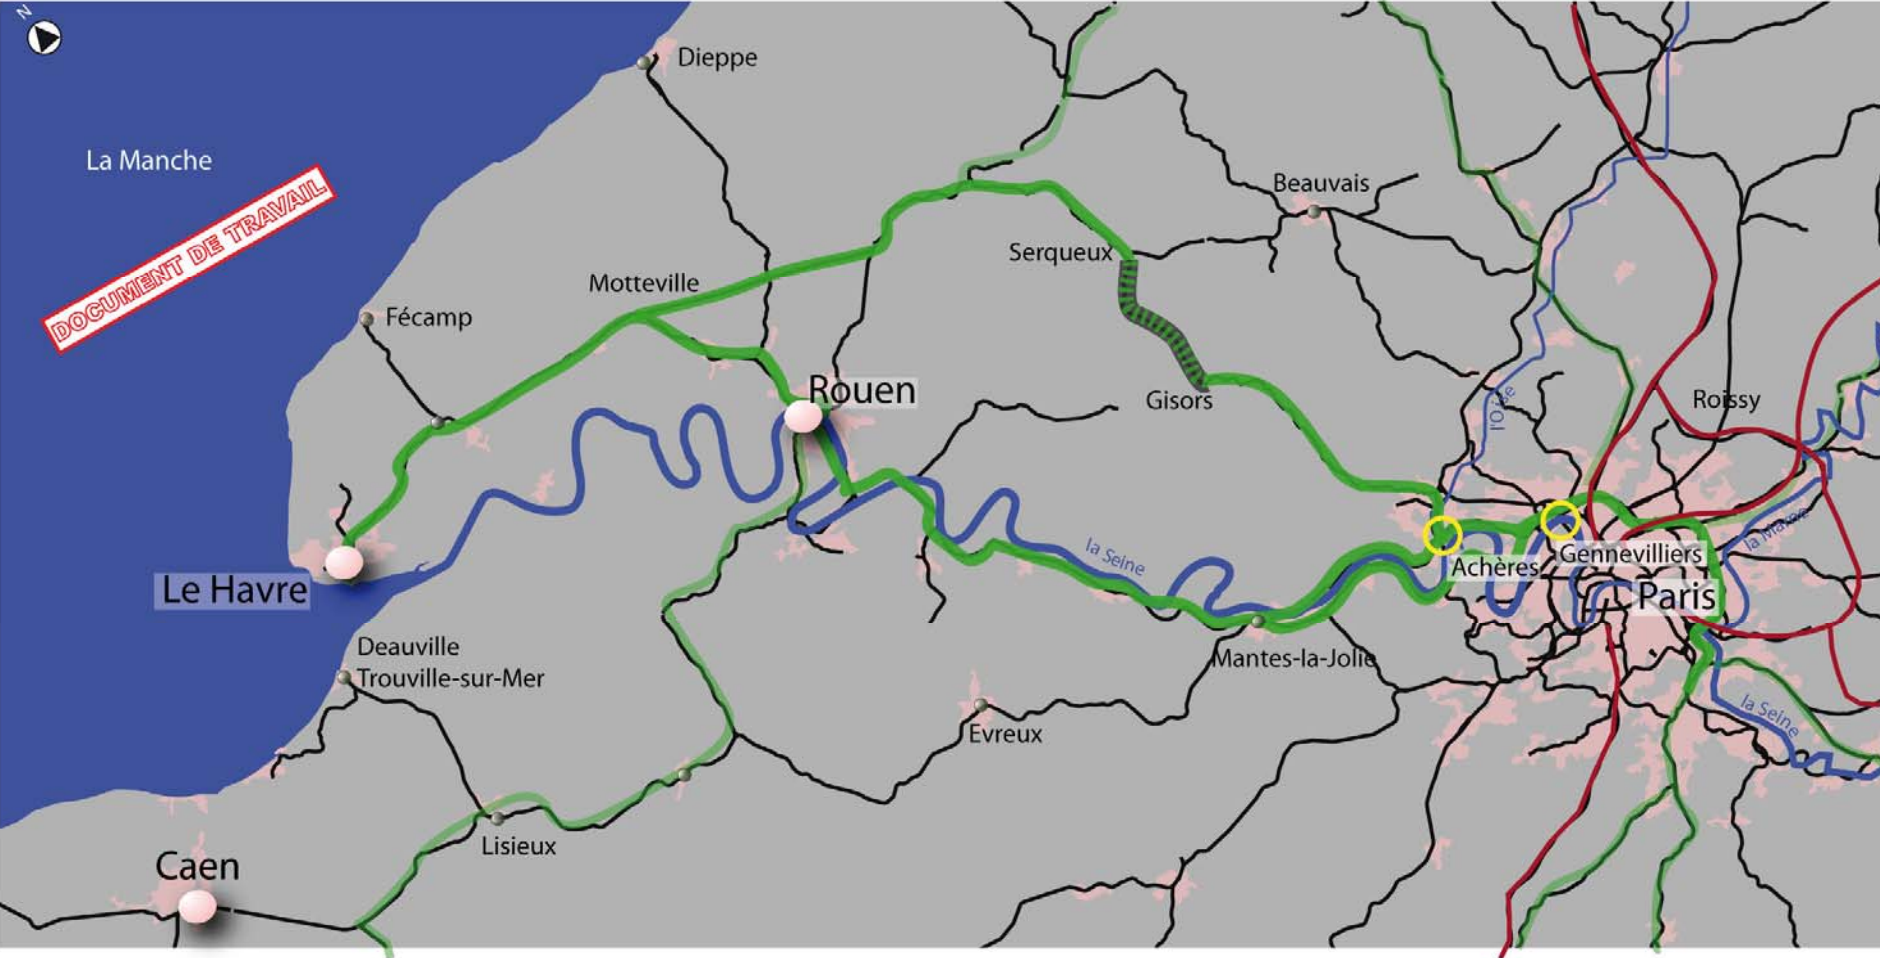 N
Dieppe
La Manche
DOCUMENT DE TRAVAIL
Beauvais
Serqueux
Motteville
Fécamp
Rouen
Gisors
l'Oise
Roissy
la Seine
la Marne
Gennevilliers
Achères
Le Havre
Paris
Deauville
Trouville-sur-Mer
Mantes-la-Jolie
la Seine
Evreux
Lisieux
Caen